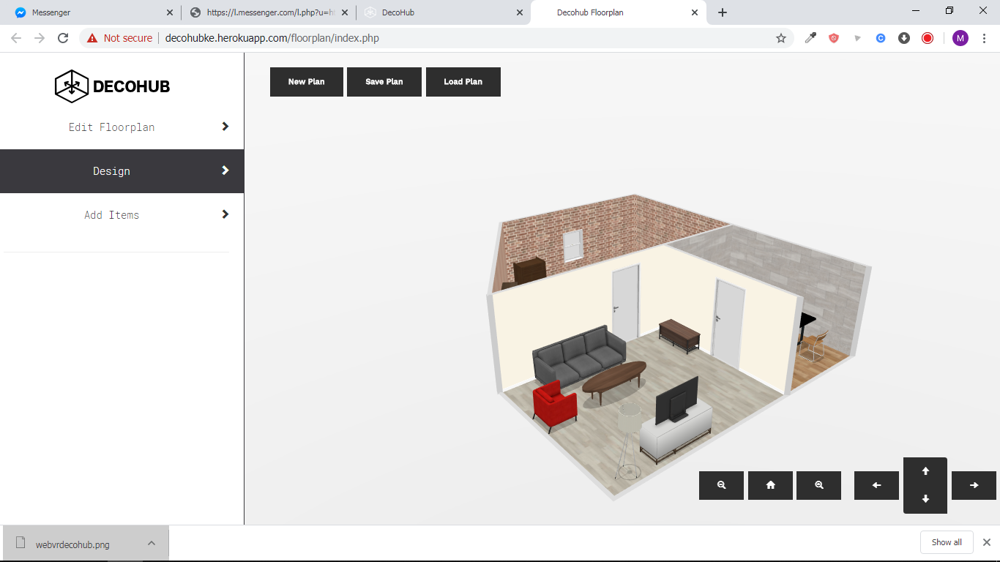 Messenger
https://l.messenger.com/l.php?u=h
DecoHub
Decohub Floorplan
Not secure
decohubke.herokuapp.com/floorplan/index.php
C
M
DECOHUB
New Plan
Save Plan
Load Plan
Edit Floorplan
Design
Add Items
webvrdecohub.png
Show all